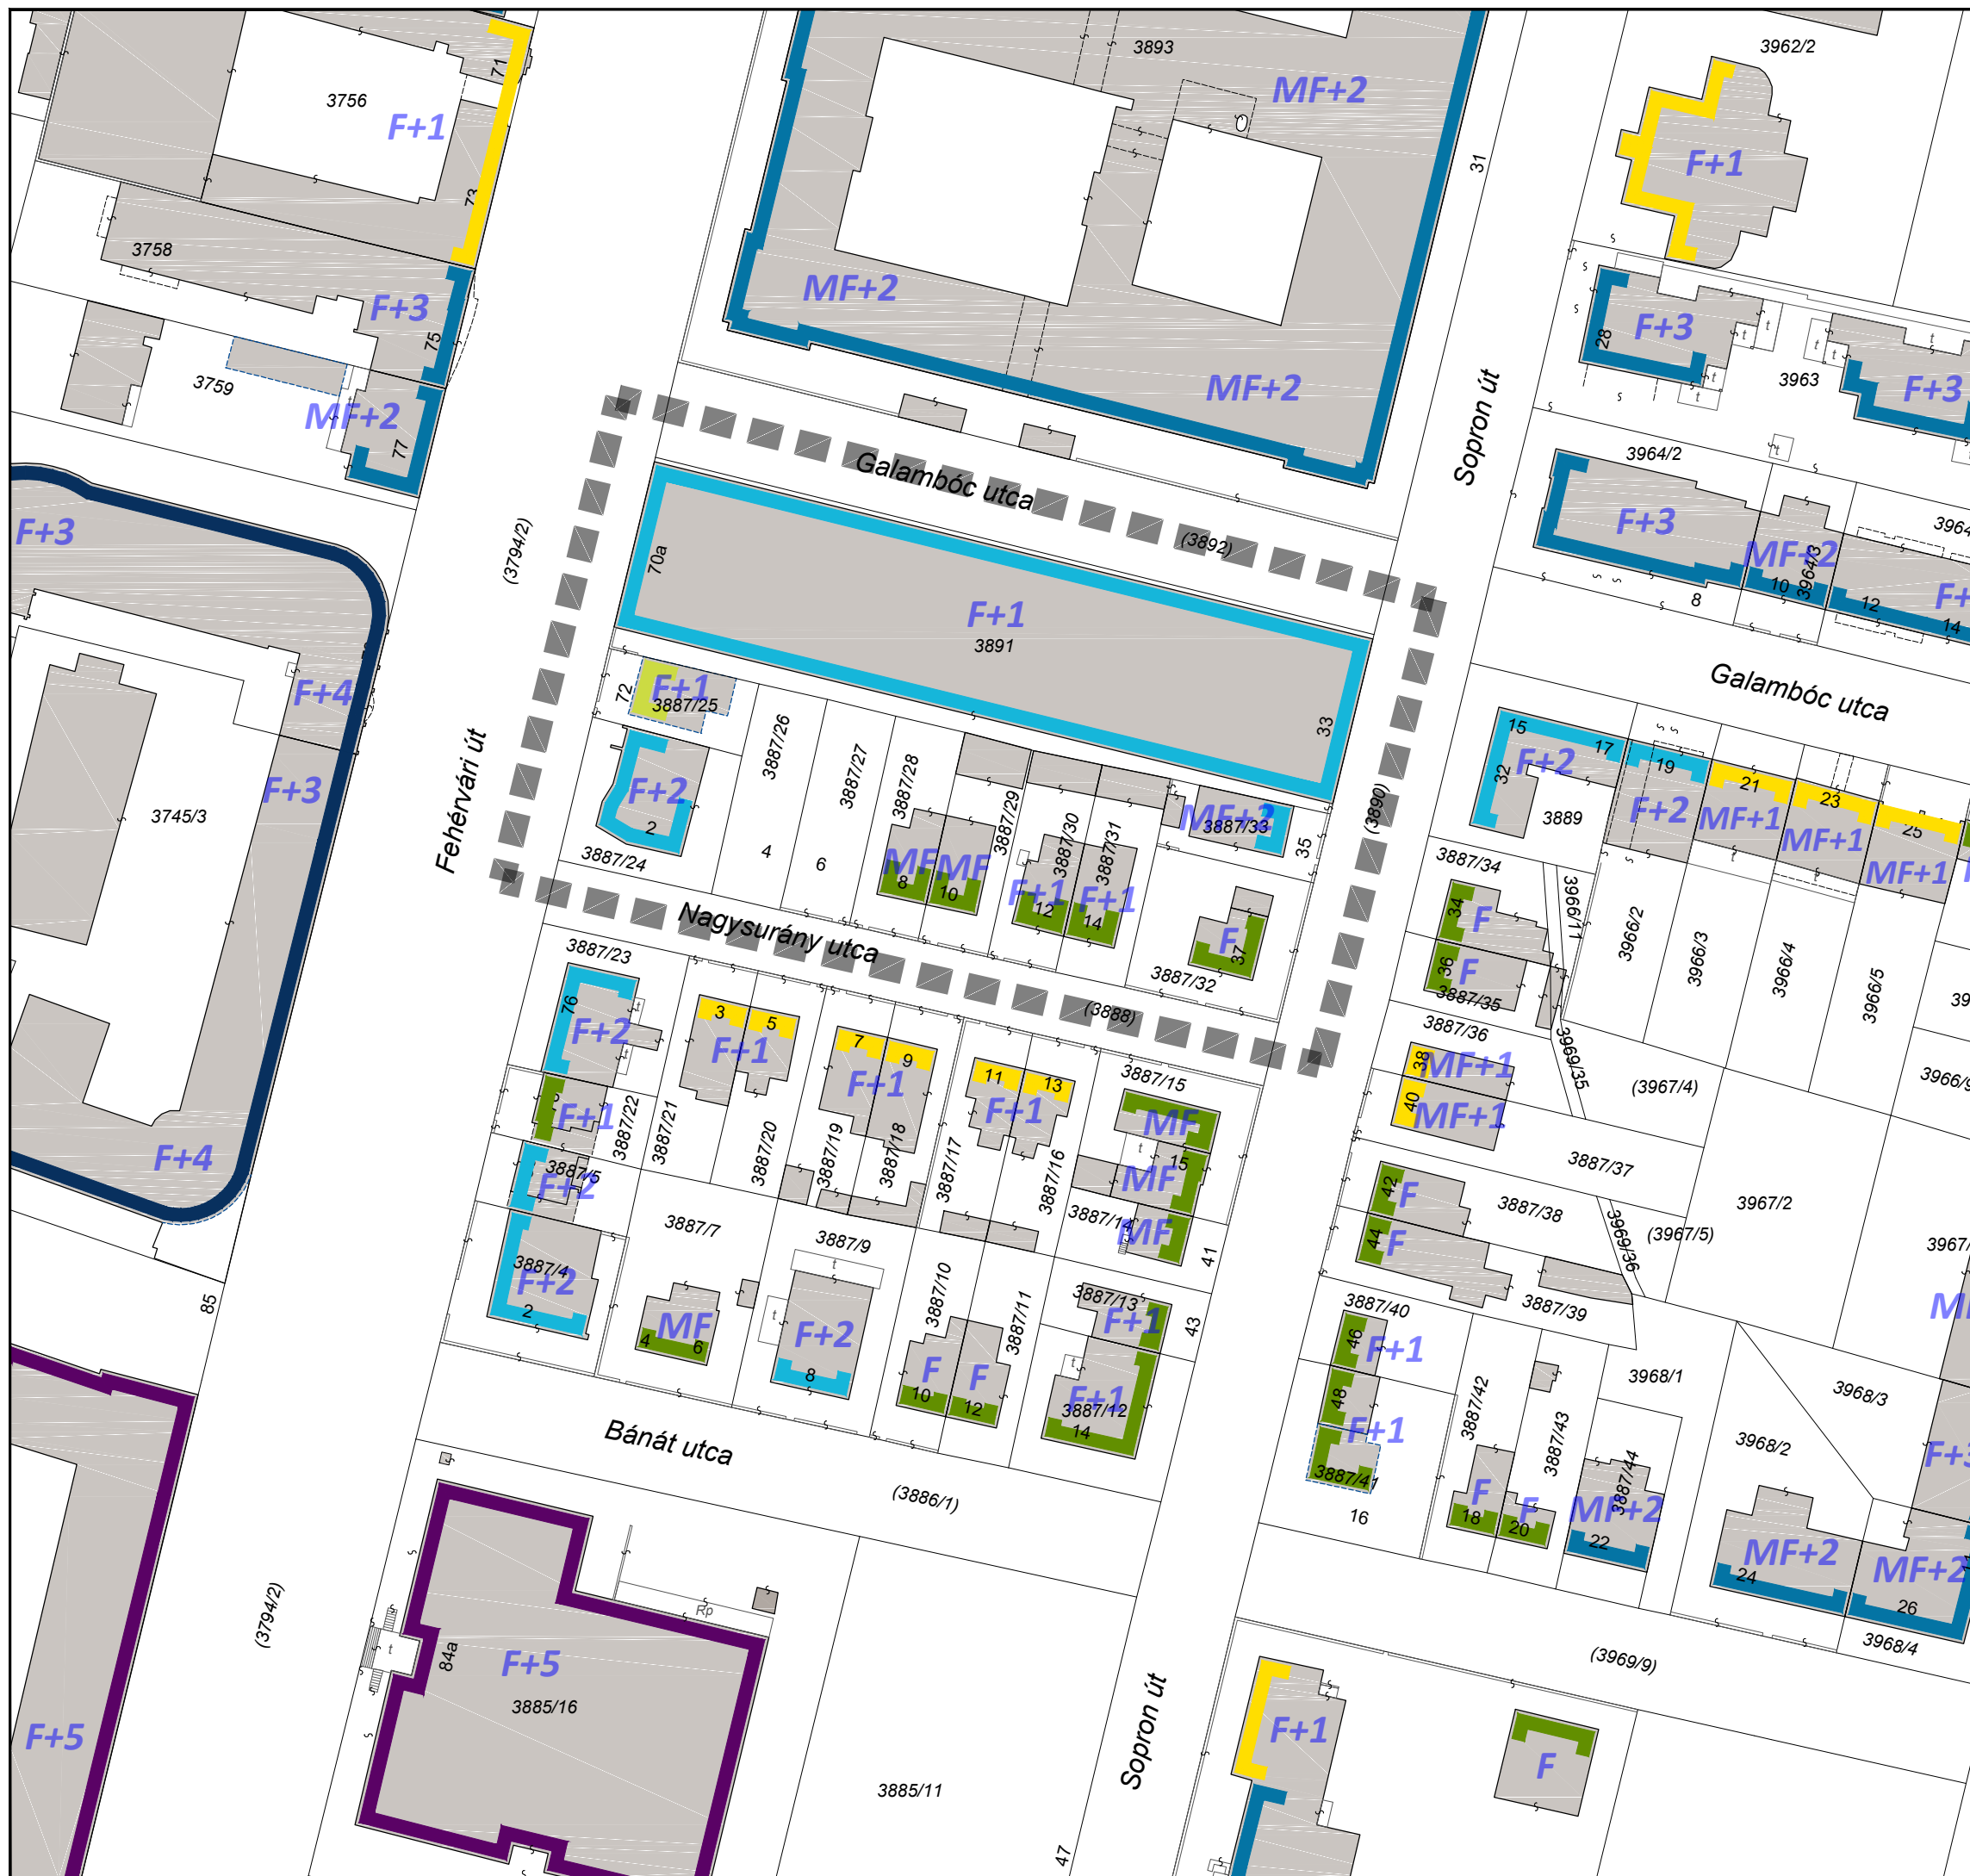 3893
3962/2
71
3756
F+1
MF+2
31
F+1
73
3758
F+3
MF+2
28
F+3
75
3759
MF+2
77
3963
F+3
MF+2
Galambóc utca
Sopron út
3964/2
F+3
F+3
(3794/2)
70a
(3892)
MF+2
3964/3
10
12
14
8
F+1
3891
F+4
72
F+1
3887/25
33
Galambóc utca
Fehérvári út
3887/26
3887/27
3887/28
15
17
19
F+2
32
21
23
25
F+3
F+2
2
3887/29
3887/30
3887/31
MF+2
3887/33
35
(3890)
3889
F+2
MF+1
MF+1
MF+1
3745/3
3887/24
4
6
MF
MF
8
10
F+1
F+1
12
14
3887/34
34
F
3966/11
3966/2
3966/3
3966/4
3966/5
Nagysurány utca
F
37
3887/32
36
F
3887/35
3887/23
76
F+2
3
5
F+1
7
9
F+1
11
13
F+1
(3888)
3887/36
38
MF+1
40
MF+1
3969/35
(3967/4)
F+1
3887/22
3887/21
3887/20
3887/19
3887/18
3887/17
3887/16
3887/15
MF
15
MF
MF
3887/14
41
F+4
3887/5
F+2
3887/37
42
F
44
F
3887/38
3969/36
(3967/5)
3967/2
3887/4
F+2
2
3887/7
MF
4
6
3887/9
F+2
8
3887/10
3887/11
F
F
10
12
3887/13
F+1
43
F+1
3887/12
14
3887/39
3887/40
46
F+1
48
F+1
3887/41
16
85
3887/42
3887/43
3968/1
3968/3
3968/2
Bánát utca
(3886/1)
F
18
F
20
MF+2
3887/44
22
MF+2
24
MF+2
26
3968/4
(3794/2)
84a
Rp
F+5
3885/16
(3969/9)
F+5
Sopron út
F+1
F
3885/11
47